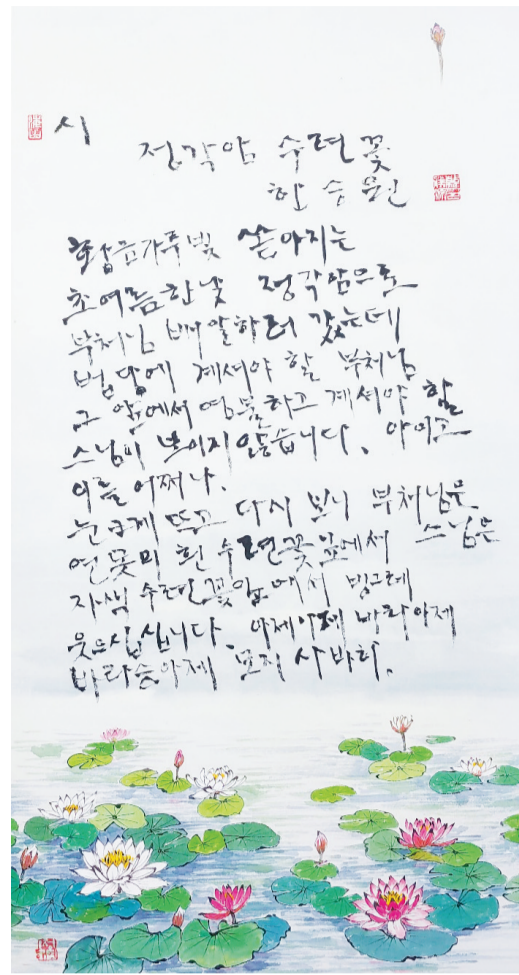 시
정각암 수련꽃
한승원
황금가루빛 쏟아지는
초여름한낮 정각암으로
부처님 배알하러 갔는데
법당에 계셔야 할 부처님
그 앞에서 염불하고 계셔야 할
스님이 보이지 않습니다. 아이고
이를 어쩌나.
눈크게 뜨고 다시 보니 부처님은
연못의 흰 수련꽃앞에서 스님은
자색 수련꽃앞에서 빙그레
웃으십니다. 아제아제 바라아제
바라승아제 모지 사바하.